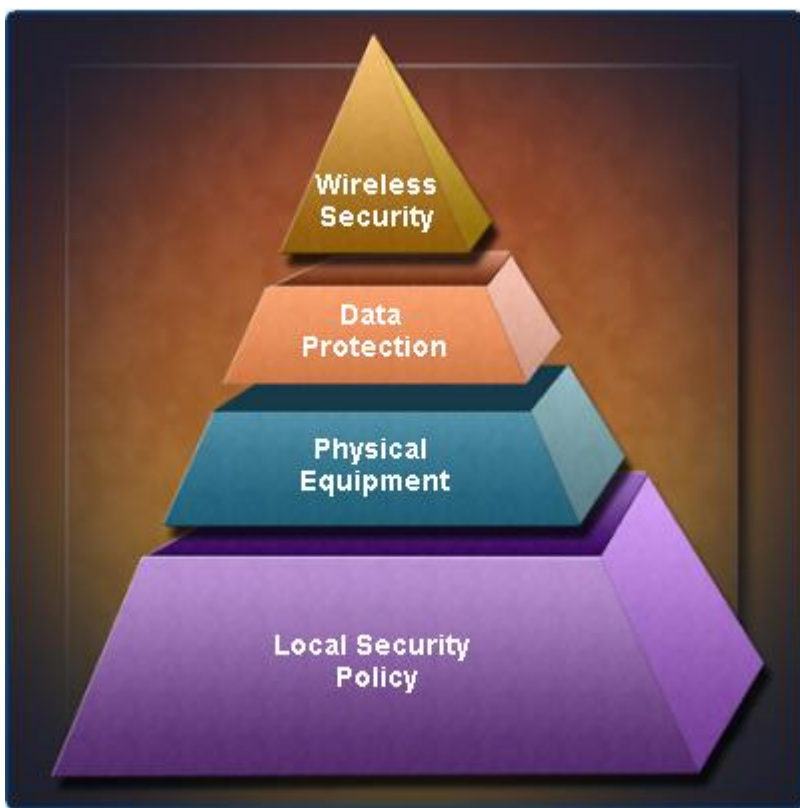 Wireless
Security
Data
Protection
Physical
Equipment
Local Security
Policy